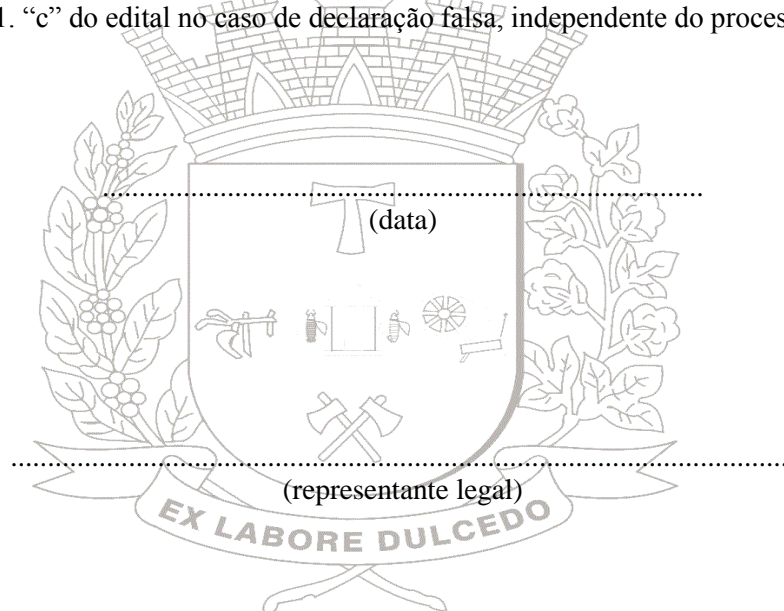 1. “c” do edital no caso de declaração falsa, independente do proces
................................................................................
(data)
................................................................................
(representante legal)
EX LABORE DULCEDO